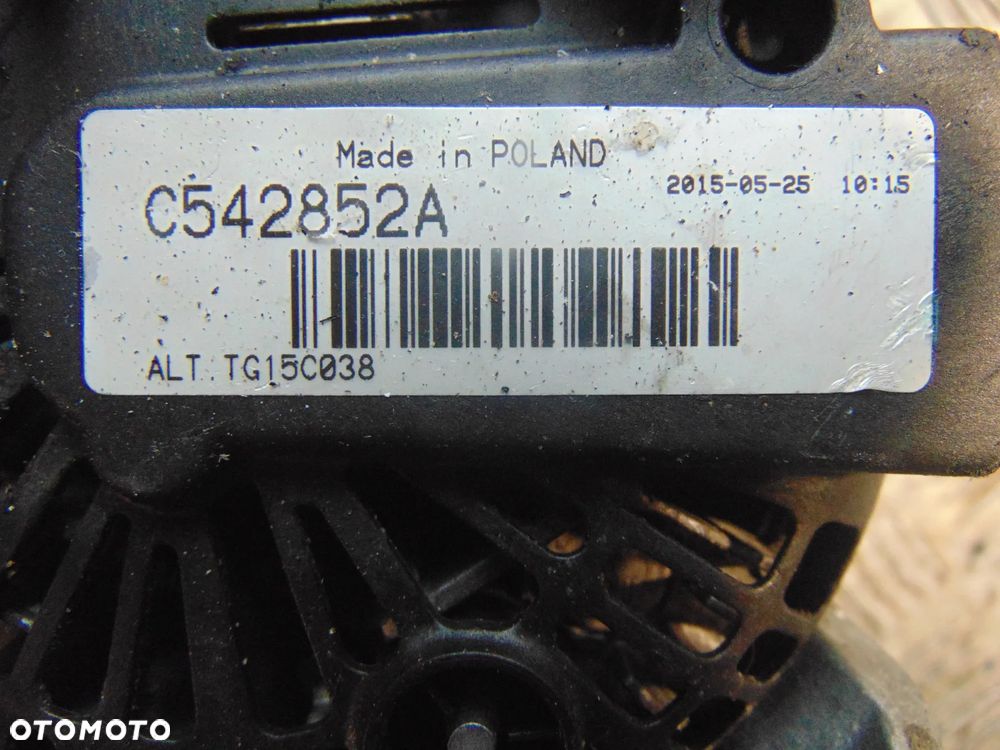 Made in POLAND
2015-05-25 10:15
C542852A
ALT. TG15C038
OTOMOTO